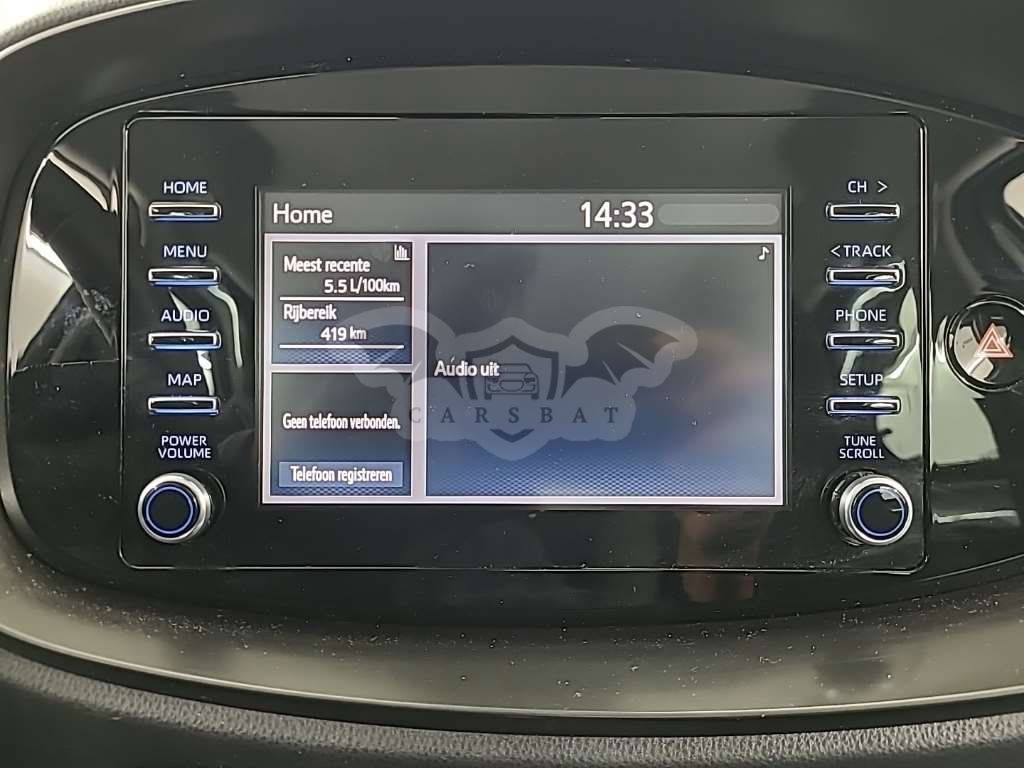 HOME
MENU
AUDIO
MAP
POWER
VOLUME
Home
14:33
Meest recente
5.5 L/100km
Rijbereik
419 km
Geen telefoon verbonden.
Telefoon registreren
Audio uit
CARSBAT
CH >
<TRACK
PHONE
SETUP
TUNE
SCROLL